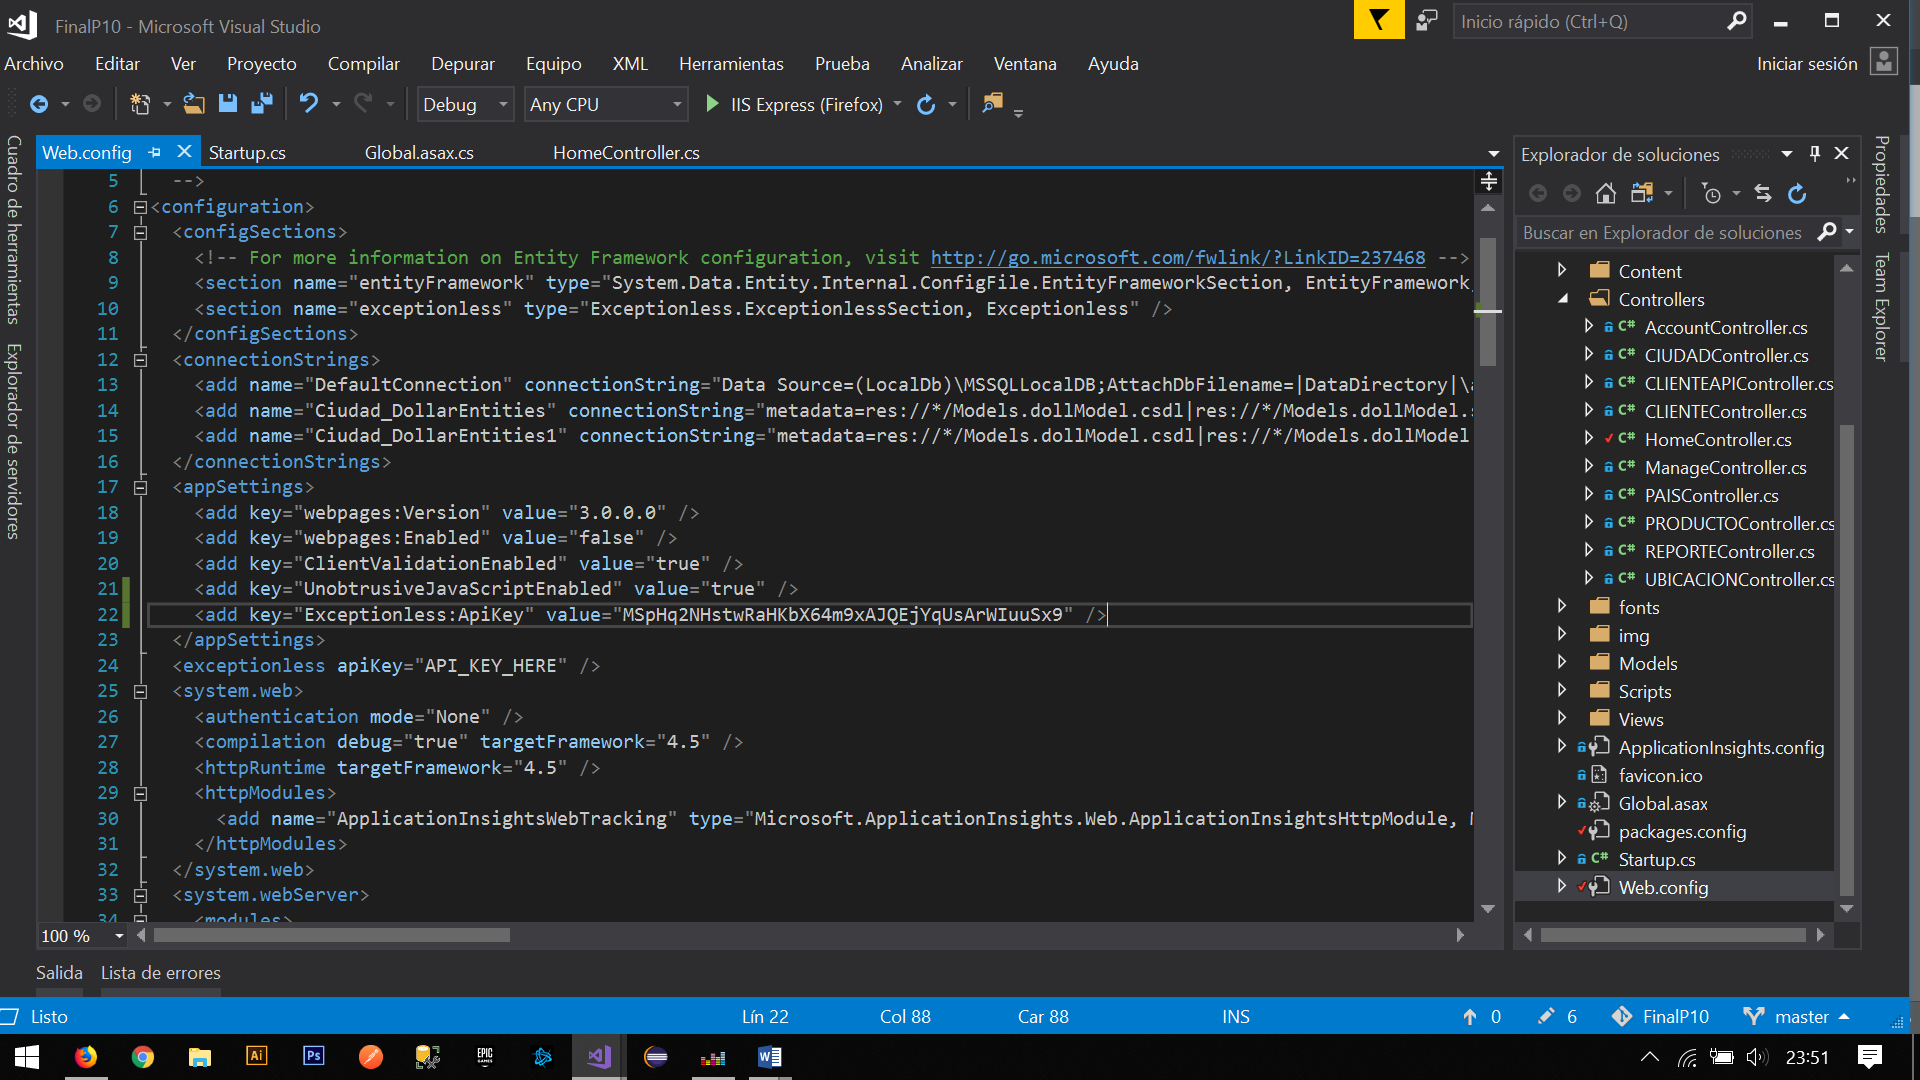 FinalP10 - Microsoft Visual Studio
Inicio rápido (Ctrl+Q)
Archivo Editar Ver Proyecto Compilar Depurar Equipo XML Herramientas Prueba Analizar Ventana Ayuda
Iniciar sesión
Debug Any CPU IIS Express (Firefox)
Cuadro de herramientas
Explorador de servidores
Web.config Startup.cs Global.asax.cs HomeController.cs
5 -->
6 <configuration>
7 <configSections>
8 <!-- For more information on Entity Framework configuration, visit http://go.microsoft.com/fwlink/?LinkID=237468 -->
9 <section name="entityFramework" type="System.Data.Entity.Internal.ConfigFile.EntityFrameworkSection, EntityFramework,
10 <section name="exceptionless" type="Exceptionless.ExceptionlessSection, Exceptionless" />
11 </configSections>
12 <connectionStrings>
13 <add name="DefaultConnection" connectionString="Data Source=(LocalDb)\MSSQLLocalDB;AttachDbFilename=|DataDirectory|\a
14 <add name="Ciudad_DollarEntities" connectionString="metadata=res://*/Models.dollModel.csdl|res://*/Models.dollModel.s
15 <add name="Ciudad_DollarEntities1" connectionString="metadata=res://*/Models.dollModel.csdl|res://*/Models.dollModel
16 </connectionStrings>
17 <appSettings>
18 <add key="webpages:Version" value="3.0.0.0" />
19 <add key="webpages:Enabled" value="false" />
20 <add key="ClientValidationEnabled" value="true" />
21 <add key="UnobtrusiveJavaScriptEnabled" value="true" />
22 <add key="Exceptionless:ApiKey" value="MSpHq2NHstwRaHKbX64m9xAJQEjYqUsArWIuuSx9" />
23 </appSettings>
24 <exceptionless apiKey="API_KEY_HERE" />
25 <system.web>
26 <authentication mode="None" />
27 <compilation debug="true" targetFramework="4.5" />
28 <httpRuntime targetFramework="4.5" />
29 <httpModules>
30 <add name="ApplicationInsightsWebTracking" type="Microsoft.ApplicationInsights.Web.ApplicationInsightsHttpModule, M
31 </httpModules>
32 </system.web>
33 <system.webServer>
34 <modules>
100 %
Explorador de soluciones
Buscar en Explorador de soluciones
Content
Controllers
C# AccountController.cs
C# CIUDADController.cs
C# CLIENTEAPIController.cs
C# CLIENTEController.cs
C# HomeController.cs
C# ManageController.cs
C# PAISController.cs
C# PRODUCTOController.cs
C# REPORTEController.cs
C# UBICACIONController.cs
fonts
img
Models
Scripts
Views
ApplicationInsights.config
favicon.ico
Global.asax
packages.config
C# Startup.cs
Web.config
Propiedades
Team Explorer
Salida Lista de errores
Listo Lín 22 Col 88 Car 88 INS 0 6 FinalP10 master
Ai Ps EPIC GAMES 23:51